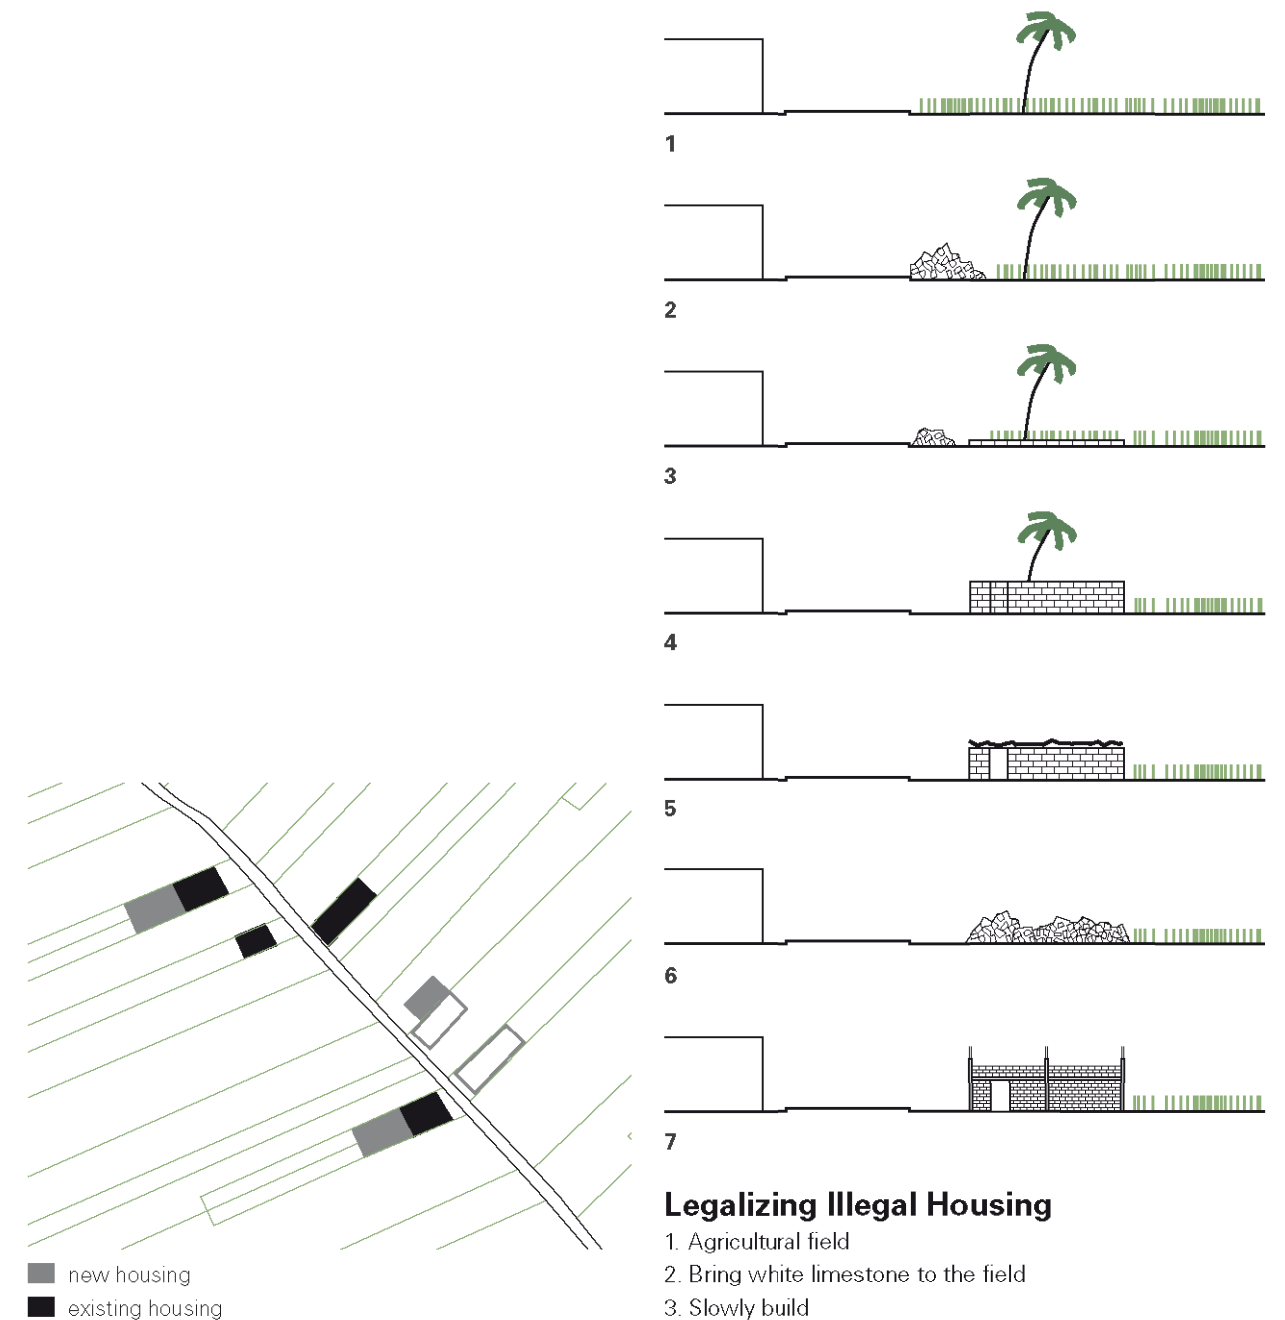 1
2
3
4
5
6
7
Legalizing Illegal Housing
1. Agricultural field
2. Bring white limestone to the field
3. Slowly build
new housing
existing housing